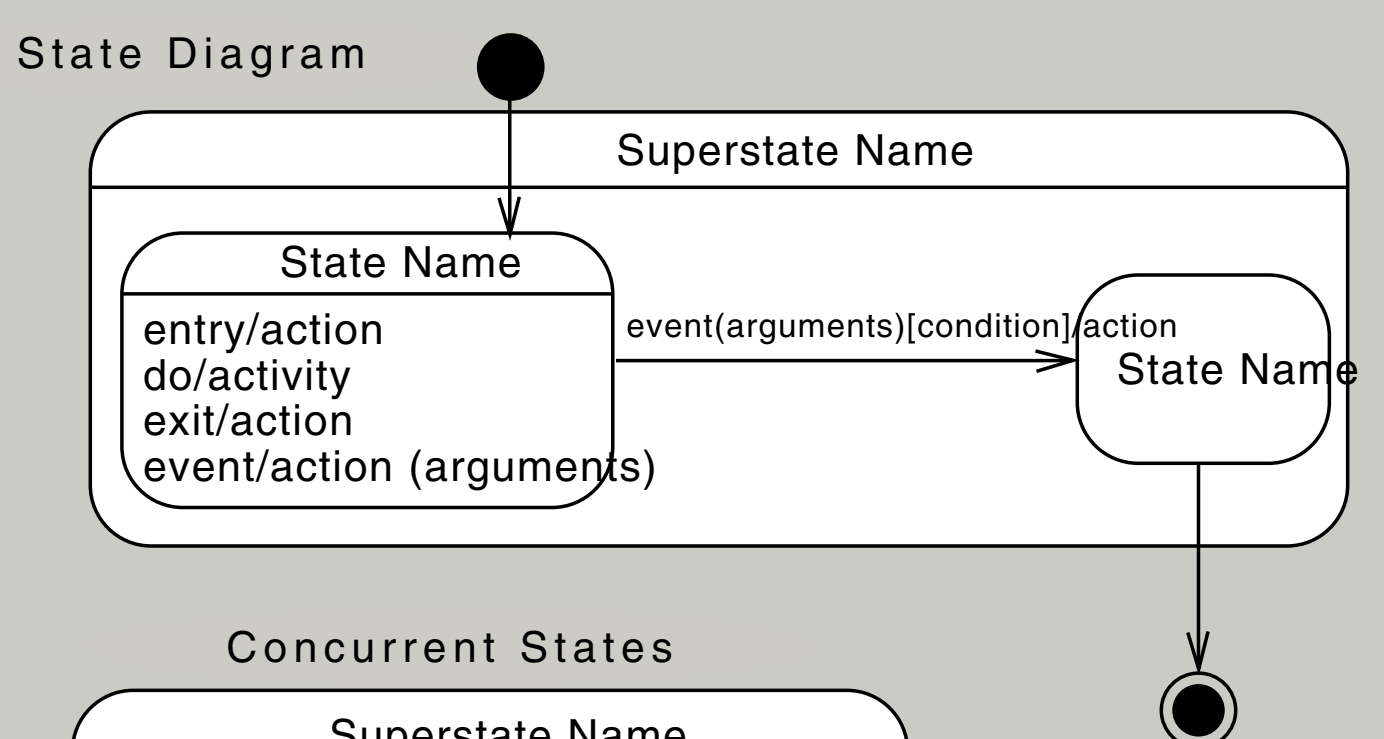 State Diagram
Superstate Name
State Name
entry/action
do/activity
exit/action
event/action (arguments)
event(arguments)[condition]/action
State Name
Concurrent States
Superstate Name